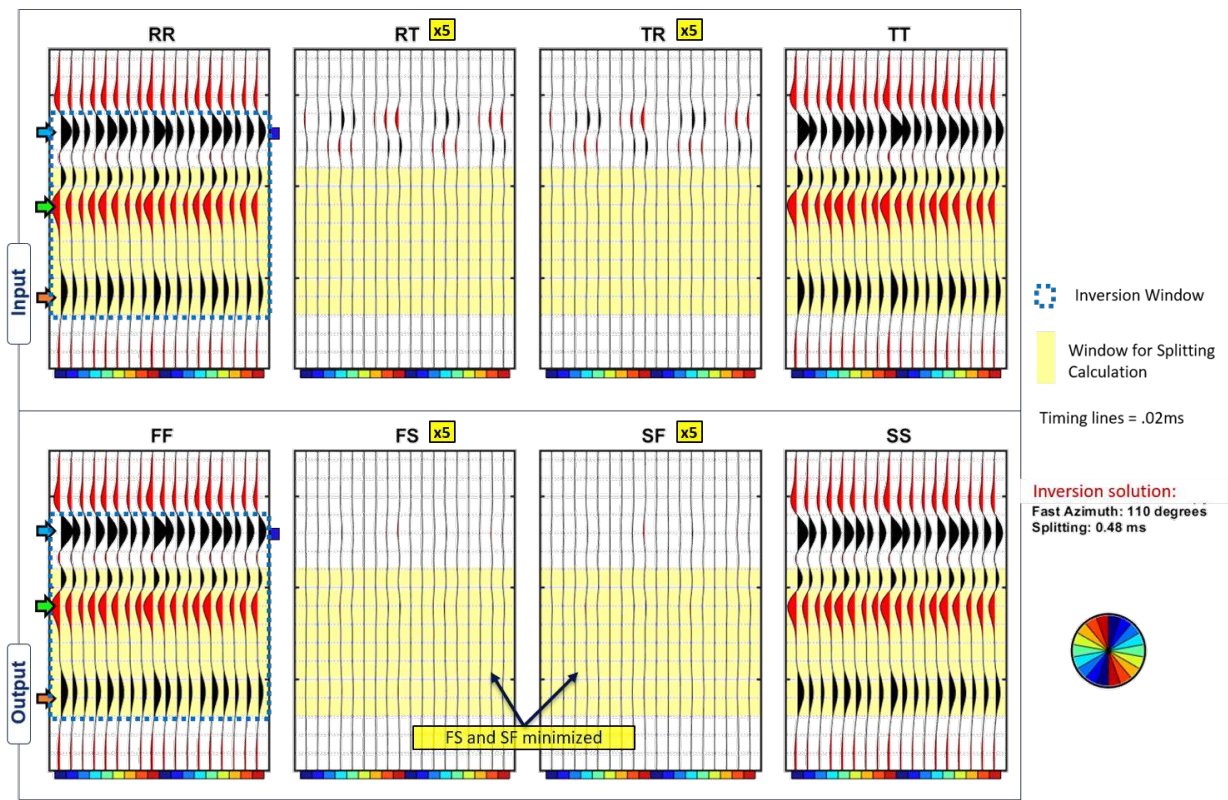 RR
RT
x5
TR
x5
TT
Input
Inversion Window
Window for Splitting
Calculation
Timing lines = .02ms
FF
FS
x5
SF
x5
SS
Inversion solution:
Fast Azimuth: 110 degrees
Splitting: 0.48 ms
Output
FS and SF minimized